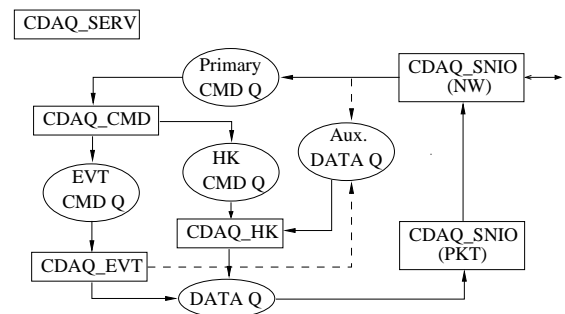 CDAQ_SERV
Primary
CMD Q
CDAQ_SNIO
(NW)
CDAQ_CMD
Aux.
DATA Q
HK
CMD Q
EVT
CMD Q
CDAQ_HK
CDAQ_SNIO
(PKT)
CDAQ_EVT
DATA Q